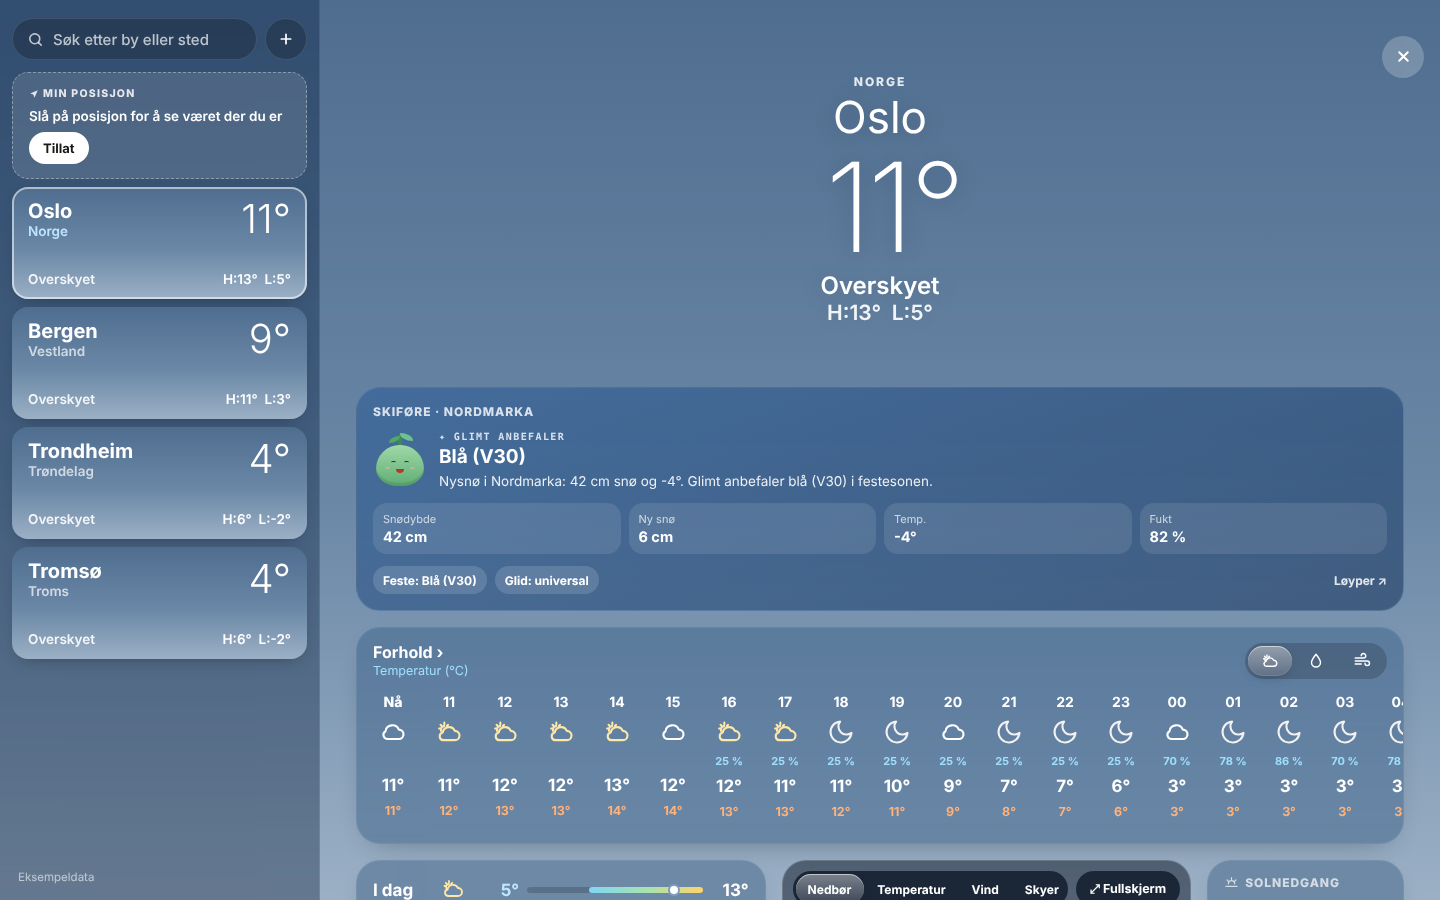 Søk etter by eller sted
MIN POSISJON
Slå på posisjon for å se været der du er
Tillat
Oslo 11°
Norge
Overskyet H:13° L:5°
Bergen 9°
Vestland
Overskyet H:11° L:3°
Trondheim 4°
Trøndelag
Overskyet H:6° L:-2°
Tromsø 4°
Troms
Overskyet H:6° L:-2°
Eksempeldata
NORGE
Oslo
11°
Overskyet
H:13° L:5°
SKIFØRE · NORDMARKA
GLIMT ANBEFALER
Blå (V30)
Nysnø i Nordmarka: 42 cm snø og -4°. Glimt anbefaler blå (V30) i festesonen.
Snødybde Ny snø Temp. Fukt
42 cm 6 cm -4° 82 %
Feste: Blå (V30) Glid: universal Løyper ↗
Forhold ›
Temperatur (°C)
Nå 11 12 13 14 15 16 17 18 19 20 21 22 23 00 01 02 03
25 % 25 % 25 % 25 % 25 % 25 % 25 % 25 % 70 % 78 % 86 % 70 % 78
11° 11° 12° 12° 13° 12° 12° 11° 11° 10° 9° 7° 7° 6° 3° 3° 3° 3° 3
11° 12° 13° 13° 14° 14° 13° 13° 12° 11° 9° 8° 7° 6° 3° 3° 3° 3° 3
I dag 5° 13°
Nedbør Temperatur Vind Skyer Fullskjerm
SOLNEDGANG